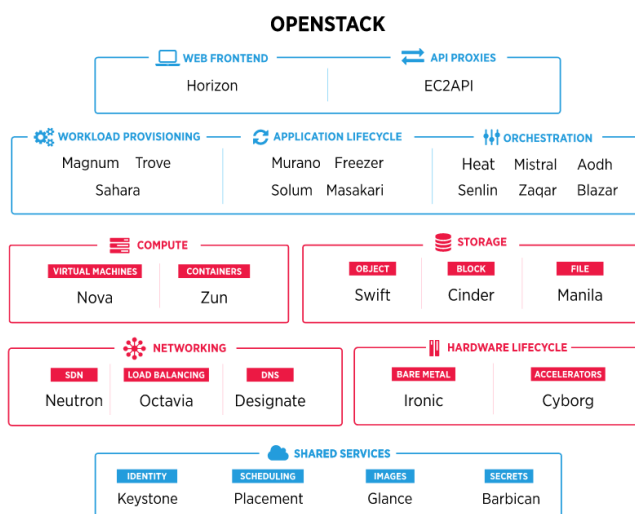 OPENSTACK
WEB FRONTEND API PROXIES
Horizon EC2API
WORKLOAD PROVISIONING APPLICATION LIFECYCLE ORCHESTRATION
Magnum Trove Murano Freezer Heat Mistral Aodh
Sahara Solum Masakari Senlin Zaqar Blazar
COMPUTE STORAGE
VIRTUAL MACHINES CONTAINERS OBJECT BLOCK FILE
Nova Zun Swift Cinder Manila
NETWORKING HARDWARE LIFECYCLE
SDN LOAD BALANCING DNS BARE METAL ACCELERATORS
Neutron Octavia Designate Ironic Cyborg
SHARED SERVICES
IDENTITY SCHEDULING IMAGES SECRETS
Keystone Placement Glance Barbican